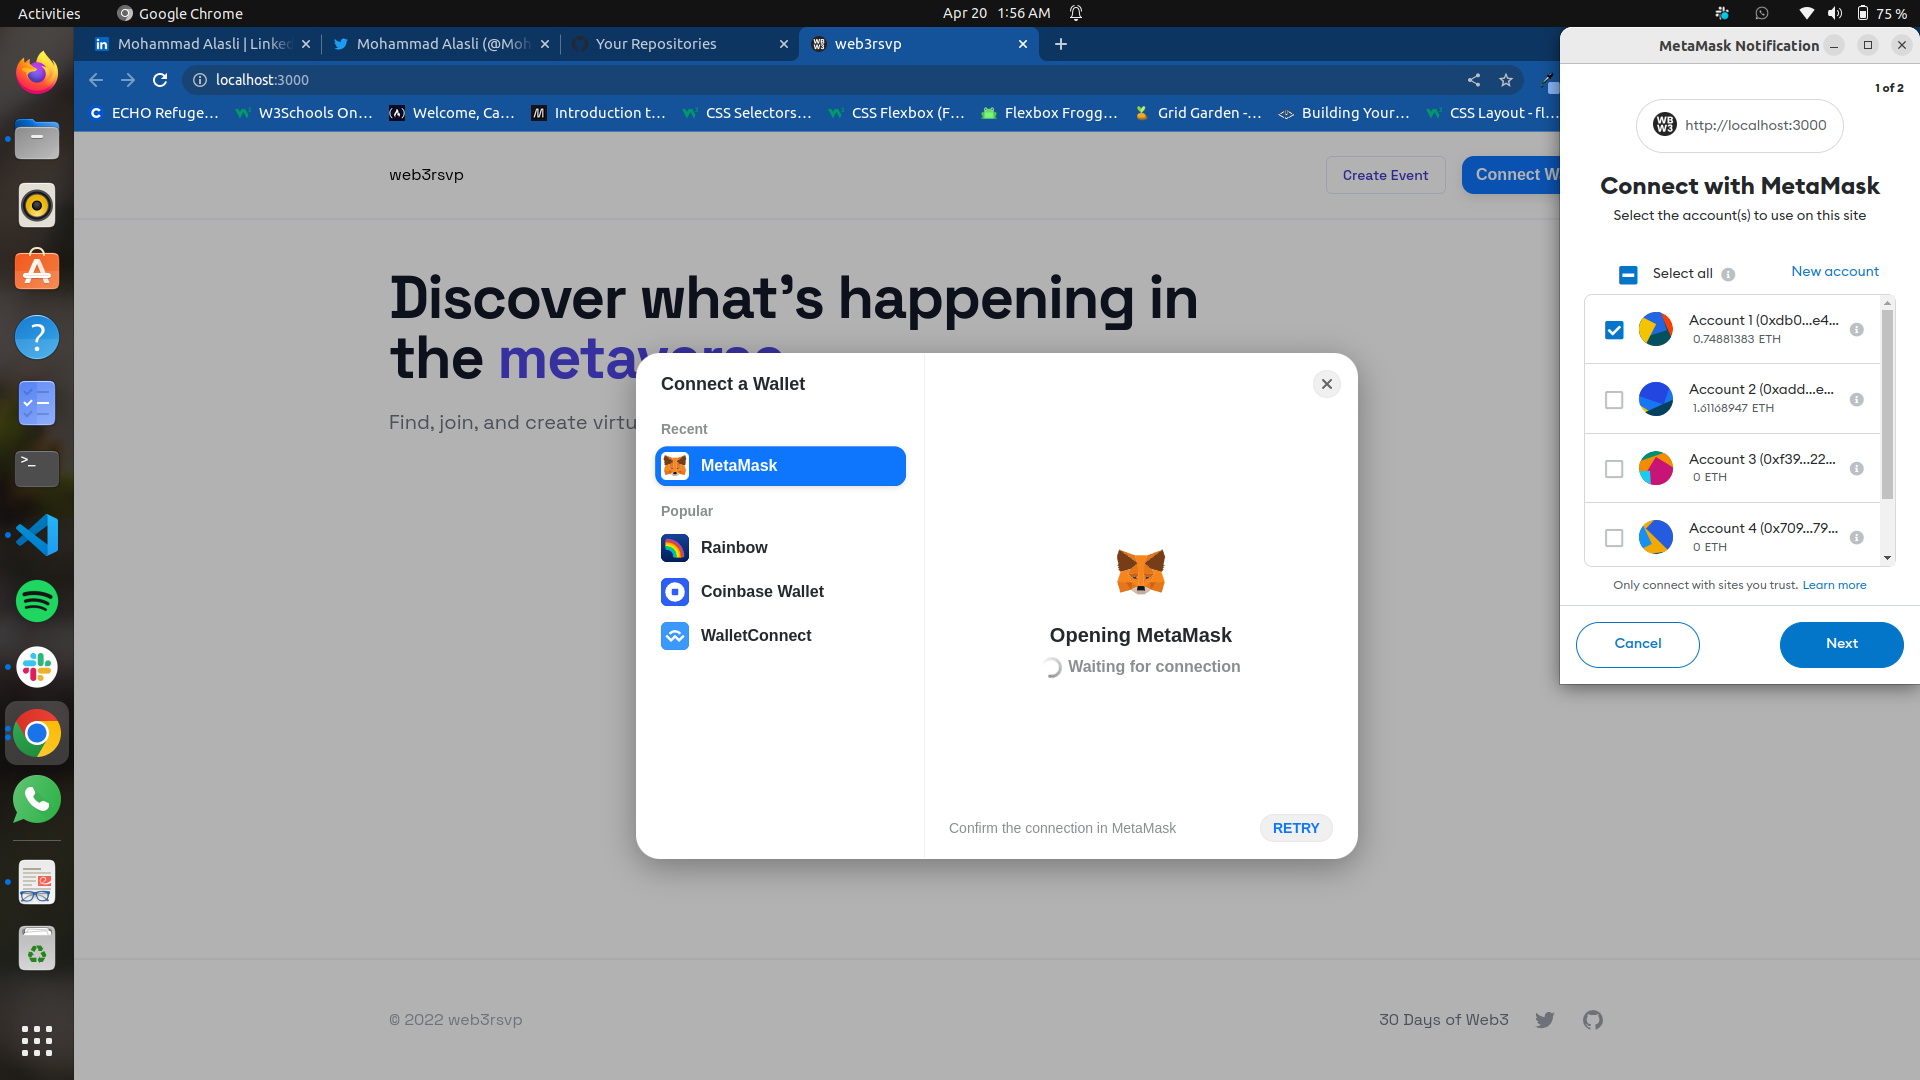 Activities
Google Chrome
Apr 20 1:56 AM
75 %
Mohammad Alasli | Linke
Mohammad Alasli (@Moh
Your Repositories
web3rsvp
localhost:3000
ECHO Refuge...
W3Schools On...
Welcome, Ca...
Introduction t...
CSS Selectors...
CSS Flexbox (F...
Flexbox Frogg...
Grid Garden -...
Building Your...
CSS Layout - fl...
web3rsvp
Create Event
Connect W
Discover what's happening in
the metaverse
Find, join, and create virtu
Connect a Wallet
Recent
MetaMask
Popular
Rainbow
Coinbase Wallet
WalletConnect
Opening MetaMask
Waiting for connection
Confirm the connection in MetaMask
RETRY
© 2022 web3rsvp
30 Days of Web3
MetaMask Notification
1 of 2
WB
W3
http://localhost:3000
Connect with MetaMask
Select the account(s) to use on this site
Select all
New account
Account 1 (0xdb0...e4...
0.74881383 ETH
Account 2 (0xadd...e...
1.61168947 ETH
Account 3 (0xf39...22...
0 ETH
Account 4 (0x709...79...
0 ETH
Only connect with sites you trust. Learn more
Cancel
Next